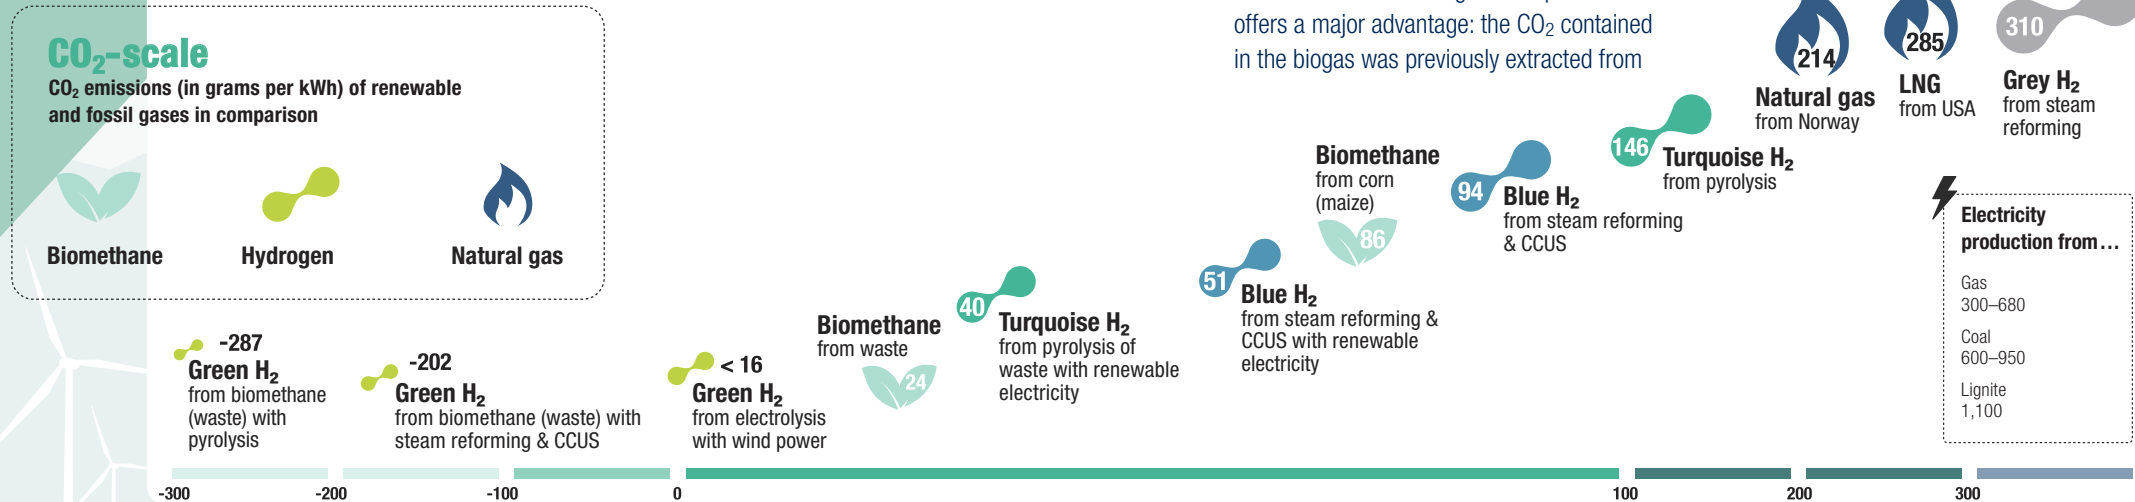 offers a major advantage: the CO₂ contained
in the biogas was previously extracted from
CO₂-scale
CO₂ emissions (in grams per kWh) of renewable
and fossil gases in comparison
Biomethane
Hydrogen
Natural gas
-287
Green H₂
from biomethane
(waste) with
pyrolysis
-202
Green H₂
from biomethane (waste) with
steam reforming & CCUS
< 16
Green H₂
from electrolysis
with wind power
Biomethane
from waste
24
40
Turquoise H₂
from pyrolysis of
waste with renewable
electricity
51
Blue H₂
from steam reforming &
CCUS with renewable
electricity
Biomethane
from corn
(maize)
86
94
Blue H₂
from steam reforming
& CCUS
146
Turquoise H₂
from pyrolysis
214
Natural gas
from Norway
285
LNG
from USA
310
Grey H₂
from steam
reforming
Electricity
production from...
Gas
300–680
Coal
600–950
Lignite
1,100
-300
-200
-100
0
100
200
300